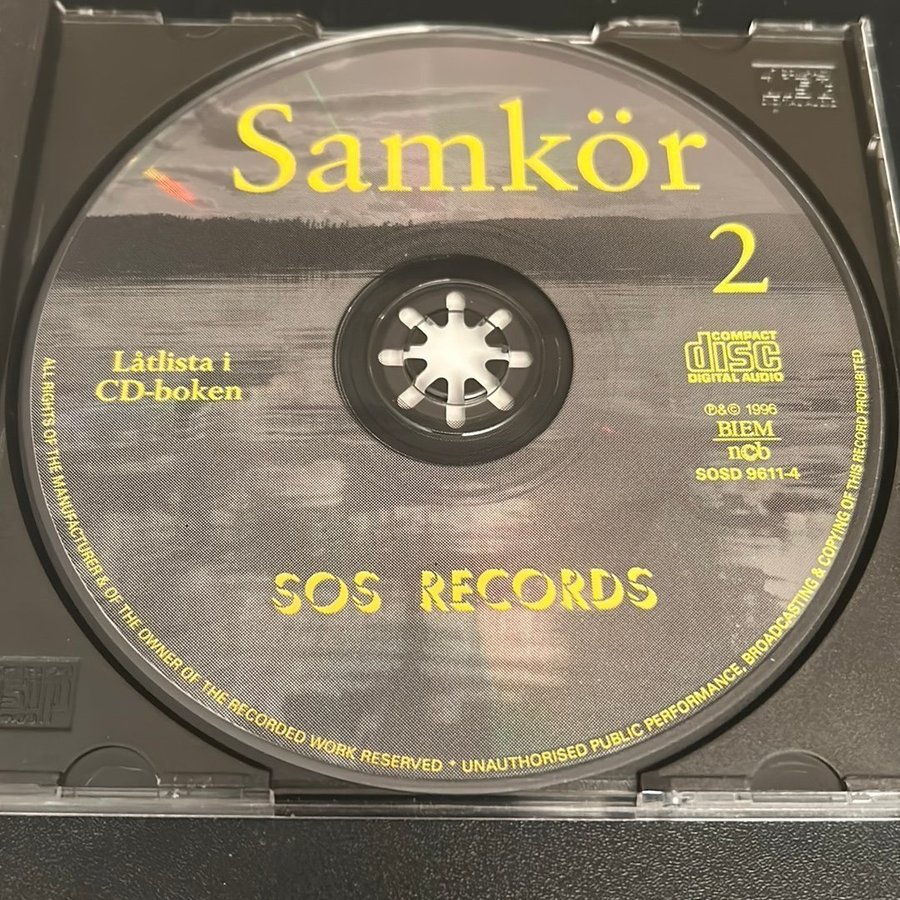 Samkör
2
Låtlista i
CD-boken
COMPACT
disc
DIGITAL AUDIO
℗&© 1996
BIEM
ncb
SOSD 9611-4
SOS RECORDS
ALL RIGHTS OF THE MANUFACTURER & OF THE OWNER OF THE RECORDED WORK RESERVED * UNAUTHORISED PUBLIC PERFORMANCE, BROADCASTING & COPYING OF THIS RECORD PROHIBITED